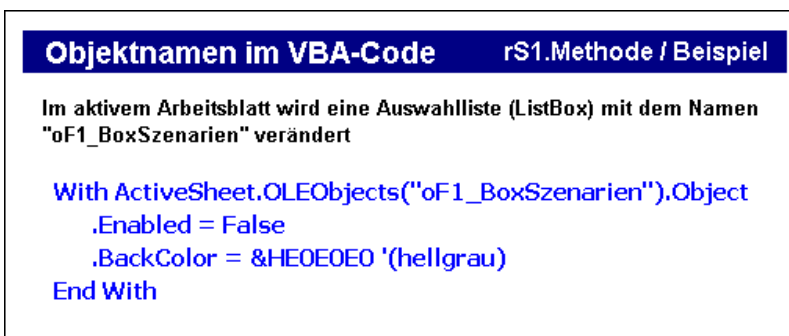 Objektnamen im VBA-Code rS1.Methode / Beispiel
Im aktivem Arbeitsblatt wird eine Auswahlliste (ListBox) mit dem Namen
"oF1_BoxSzenarien" verändert
With ActiveSheet.OLEObjects("oF1_BoxSzenarien").Object
.Enabled = False
.BackColor = &HE0E0E0 '(hellgrau)
End With